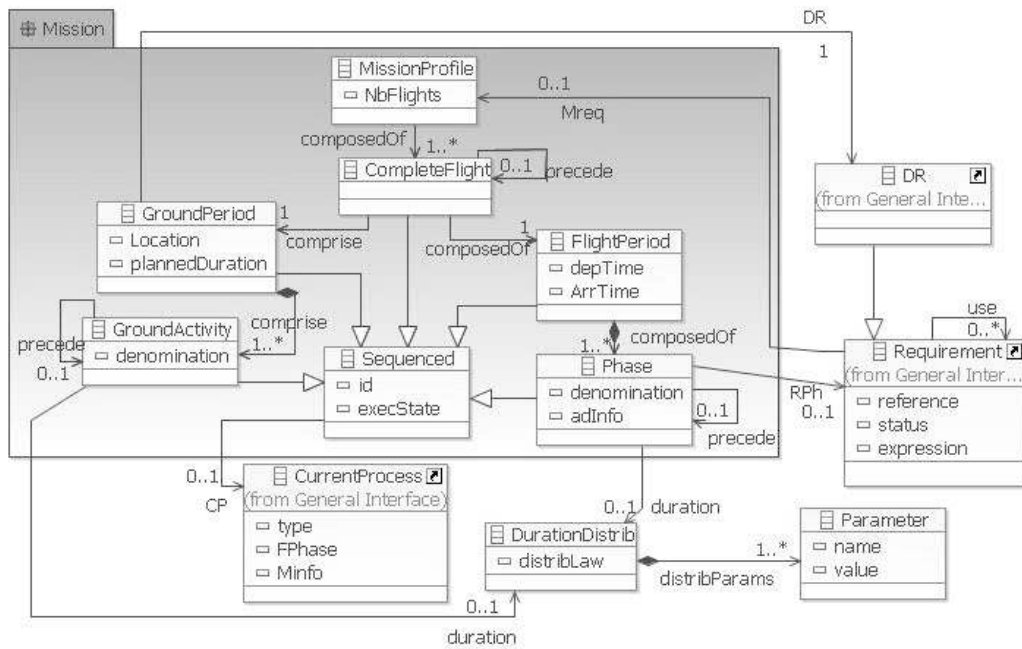 DR
Mission
1
MissionProfile
NbFlights
0..1
Mreq
composedOf
1..*
CompleteFlight
0..1
precede
DR
(from General Inte...
GroundPeriod
Location
plannedDuration
1
comprise
1
composedOf
FlightPeriod
depTime
ArrTime
use
0..*
GroundActivity
denomination
precede
0..1
comprise
1..*
composedOf
1..*
Sequenced
id
execState
Phase
denomination
adInfo
0..1
precede
RPh
0..1
Requirement
(from General Inter...
reference
status
expression
0..1
CP
CurrentProcess
(from General Interface)
type
FPhase
Minfo
0..1
duration
DurationDistrib
distribLaw
1..*
distribParams
Parameter
name
value
0..1
duration